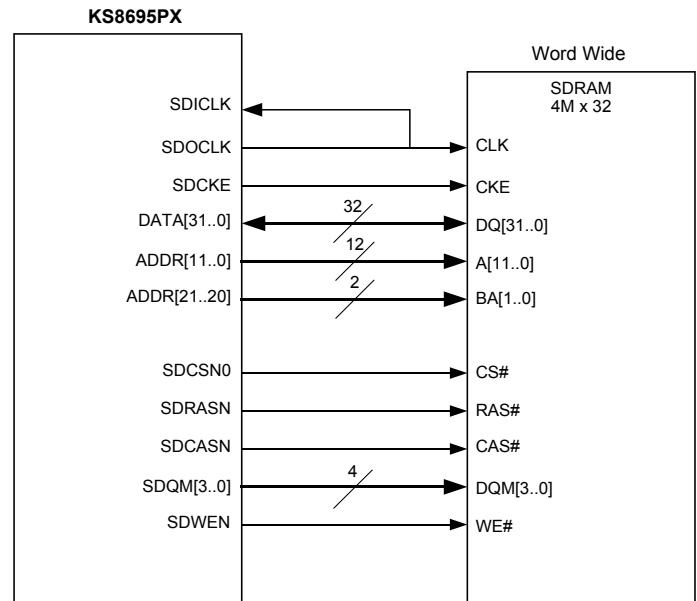 KS8695PX
Word Wide
SDRAM
4M x 32
SDICLK
SDOCLK
CLK
SDCKE
CKE
DATA[31..0]
32
DQ[31..0]
ADDR[11..0]
12
A[11..0]
ADDR[21..20]
2
BA[1..0]
SDCSN0
CS#
SDRASN
RAS#
SDCASN
CAS#
SDQM[3..0]
4
DQM[3..0]
SDWEN
WE#